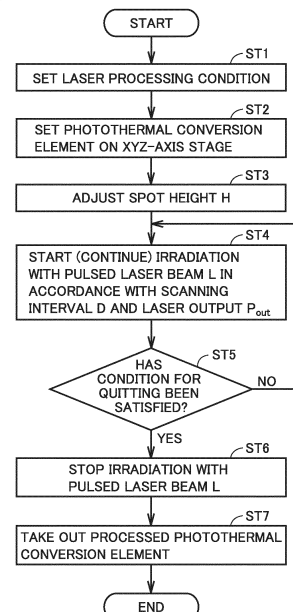 START
ST1
SET LASER PROCESSING CONDITION
ST2
SET PHOTOTHERMAL CONVERSION
ELEMENT ON XYZ-AXIS STAGE
ST3
ADJUST SPOT HEIGHT H
ST4
START (CONTINUE) IRRADIATION
WITH PULSED LASER BEAM L IN
ACCORDANCE WITH SCANNING
INTERVAL D AND LASER OUTPUT Pout
ST5
HAS
CONDITION FOR
QUITTING BEEN
SATISFIED?
NO
YES
ST6
STOP IRRADIATION WITH
PULSED LASER BEAM L
ST7
TAKE OUT PROCESSED PHOTOTHERMAL
CONVERSION ELEMENT
END